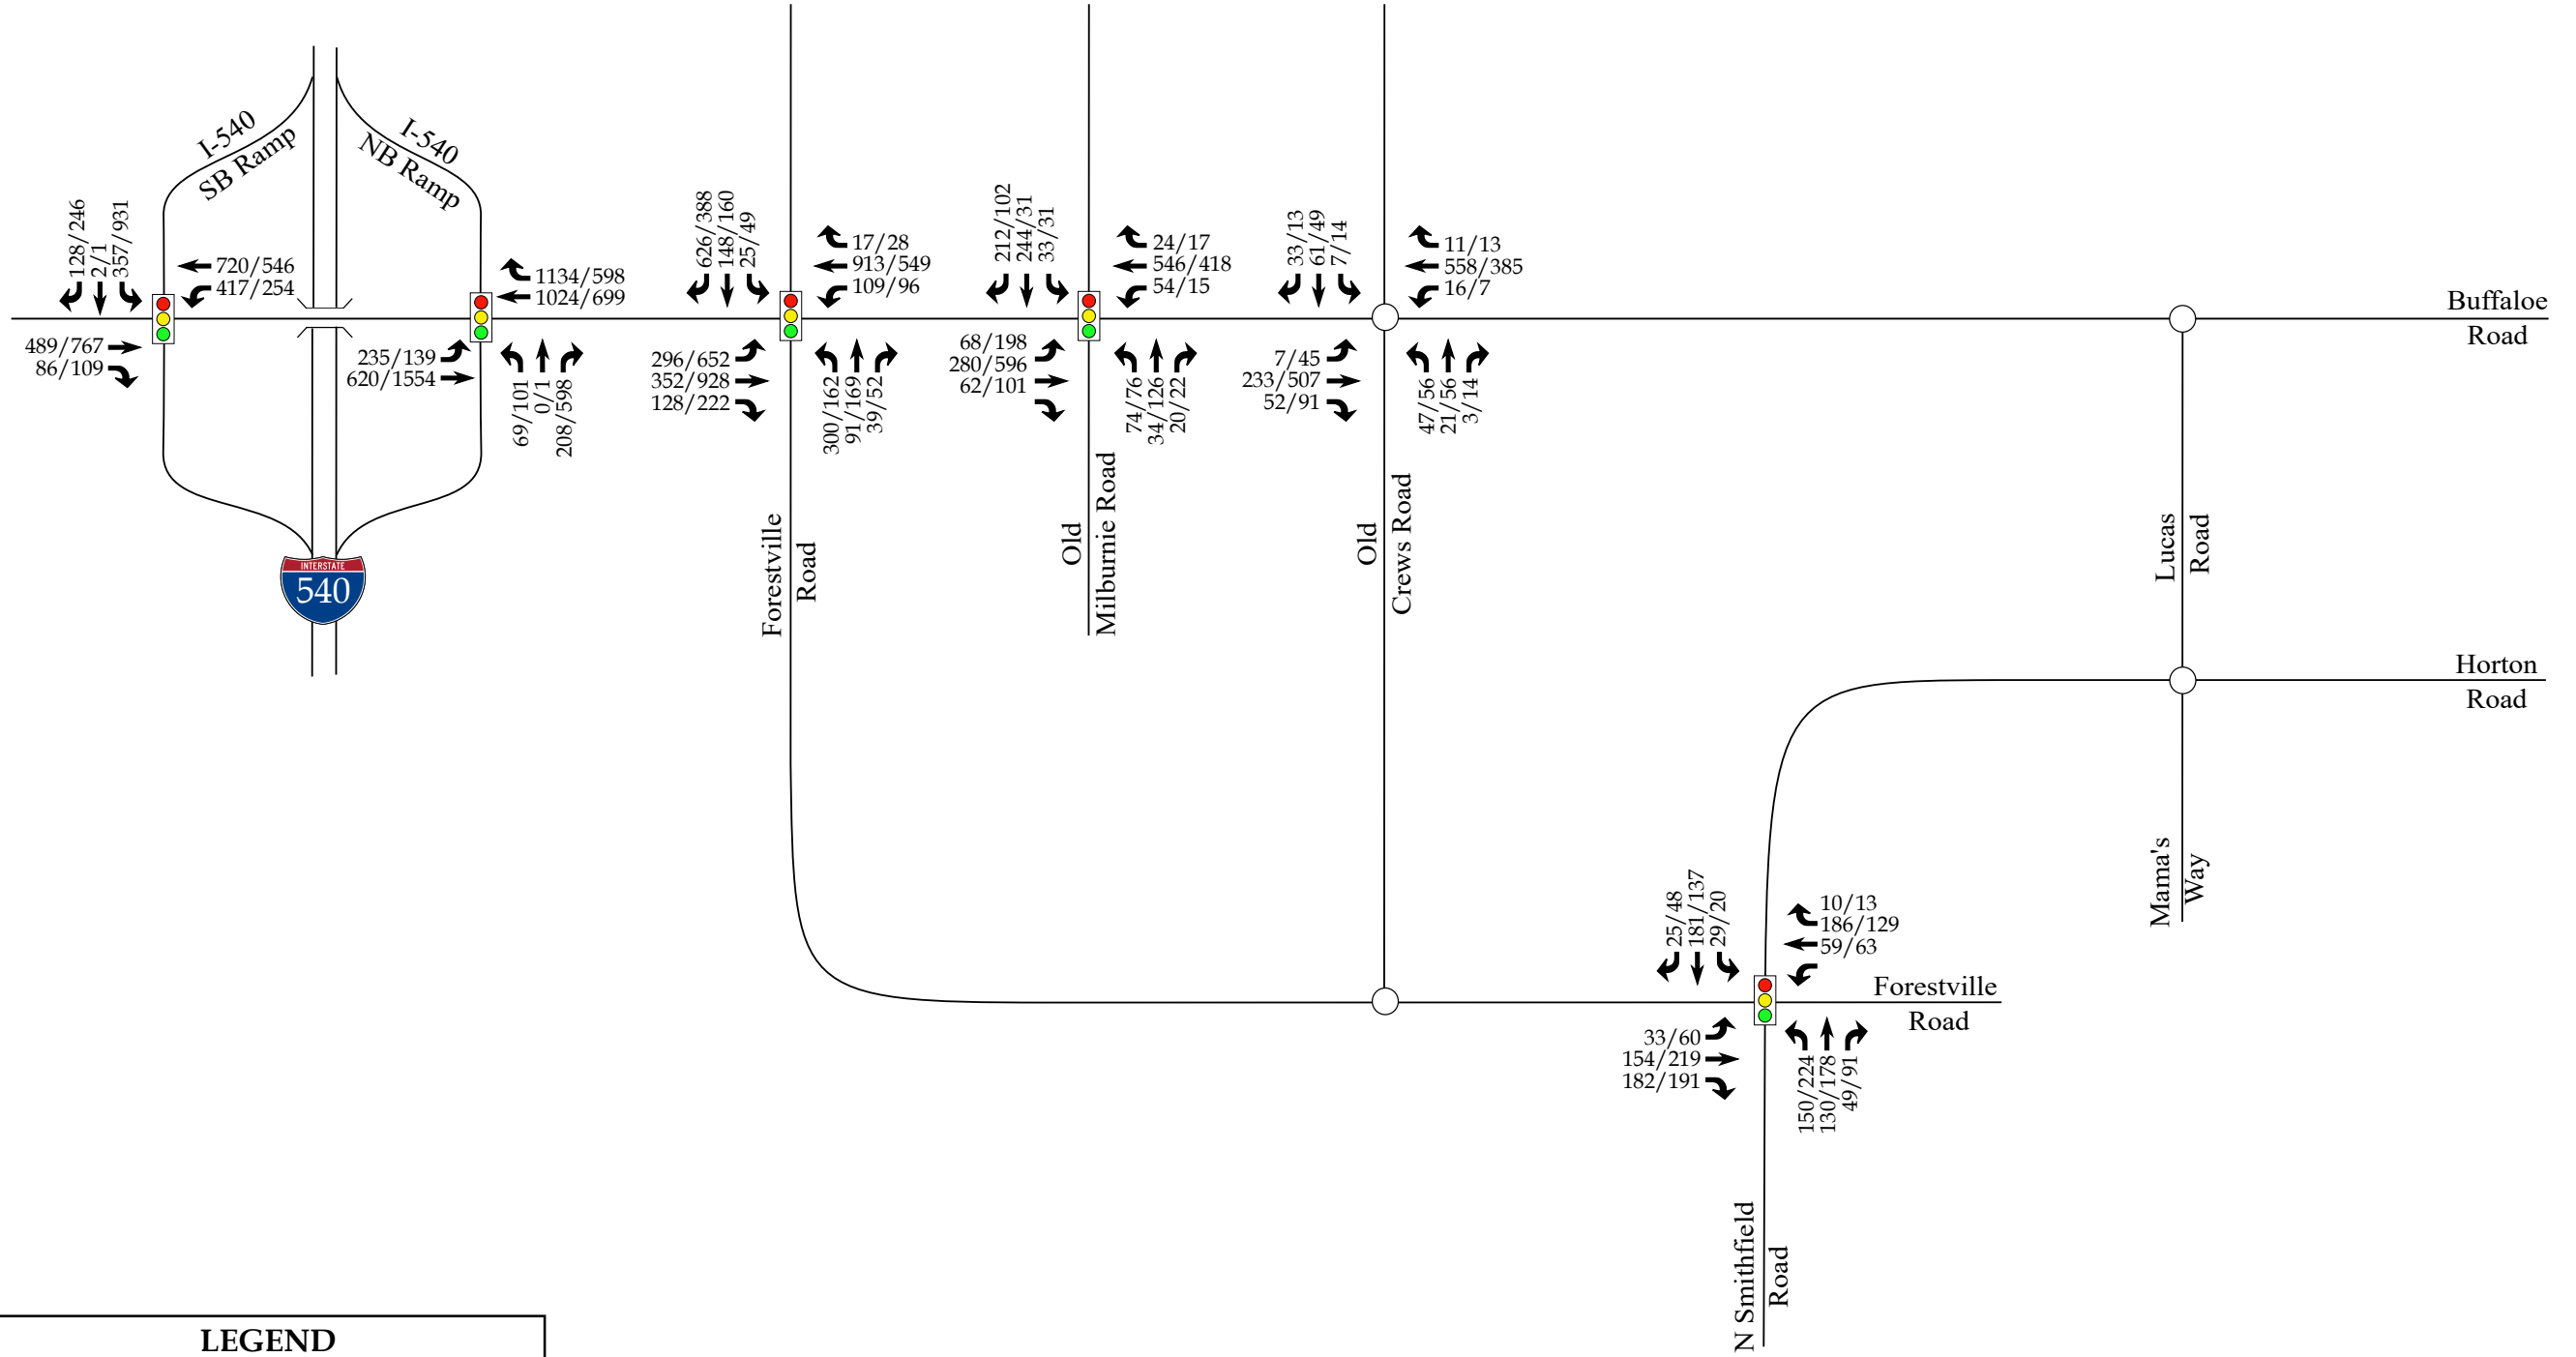 I-540
SB Ramp
I-540
NB Ramp
128/246
2/1
357/931
720/546
417/254
489/767
86/109
1134/598
1024/699
235/139
620/1554
69/101
0/1
208/598
626/388
148/160
25/49
17/28
913/549
109/96
296/652
352/928
128/222
300/162
91/169
39/52
212/102
244/31
33/31
24/17
546/418
54/15
68/198
280/596
62/101
74/76
34/126
20/22
33/13
61/49
7/14
11/13
558/385
16/7
7/45
233/507
52/91
47/56
21/56
3/14
Buffaloe
Road
INTERSTATE
540
Forestville
Road
Old
Milburnie Road
Old
Crews Road
Lucas
Road
Horton
Road
Mama's
Way
25/48
181/137
29/20
10/13
186/129
59/63
Forestville
Road
33/60
154/219
182/191
150/224
130/178
49/91
N Smithfield
Road
LEGEND